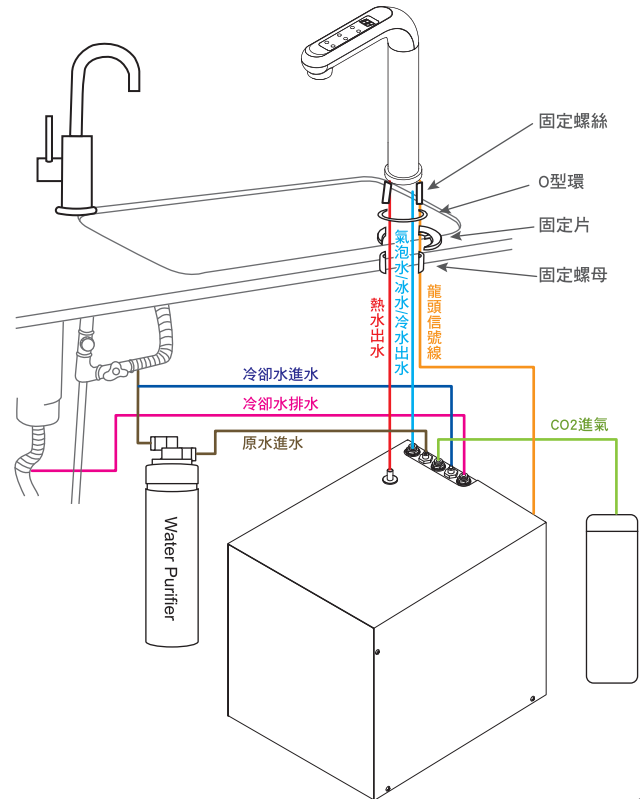 固定螺絲
O型環
固定片
固定螺母
氣泡水/冰水/冷水出水
熱水出水
龍頭信號線
冷卻水進水
冷卻水排水
原水進水
CO2進氣
Water Purifier